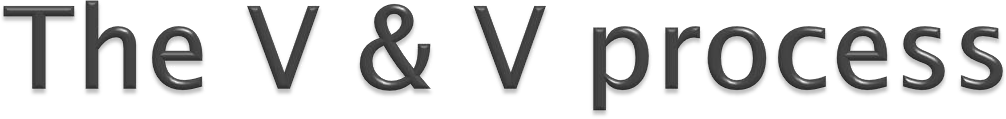 The V & V process